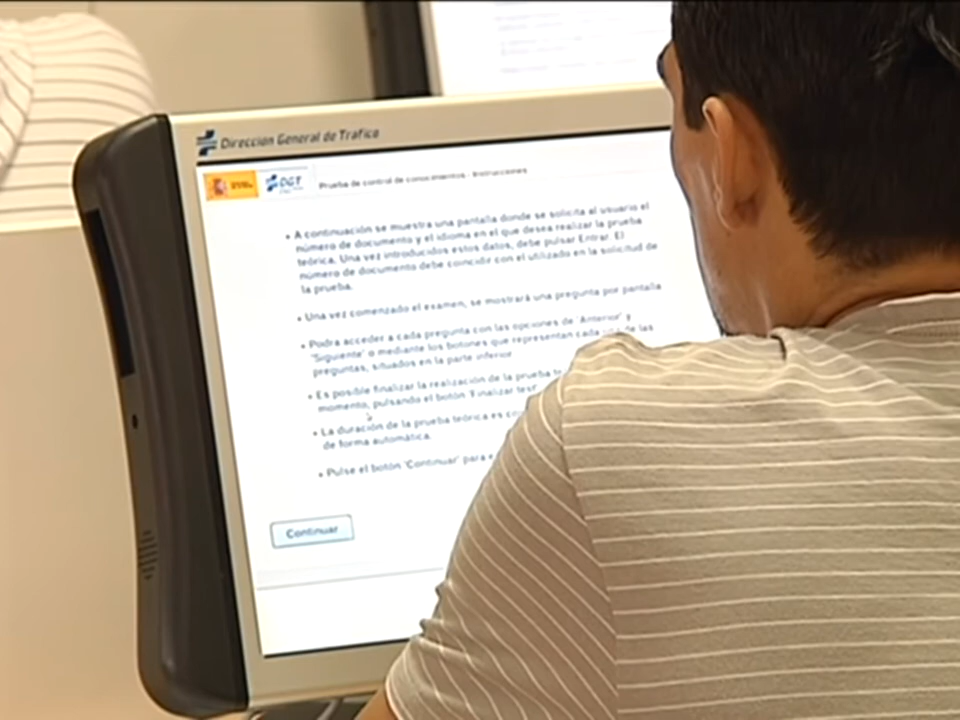 Dirección General de Tráfico
DGT
Prueba de control de conocimientos - Instrucciones
• A continuación se muestra una pantalla donde se solicita al usuario el
número de documento y el idioma en el que desea realizar la prueba
teórica. Una vez introducidos estos datos, debe pulsar Entrar. El
número de documento debe coincidir con el utilizado en la solicitud de
la prueba.
• Una vez comenzado el examen, se mostrará una pregunta por pantalla
• Podrá acceder a cada pregunta con las opciones de 'Anterior' y
'Siguiente' o mediante los botones que representan cada una de las
preguntas, situados en la parte inferior
• Es posible finalizar la realización de la prueba
momento, pulsando el botón 'Finalizar test'
• La duración de la prueba teórica es
de forma automática.
• Pulse el botón 'Continuar' para
Continuar